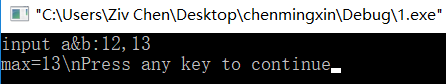 "C:\Users\Ziv Chen\Desktop\chenmingxin\Debug\1.exe"
input a&b:12,13
max=13\nPress any key to continue